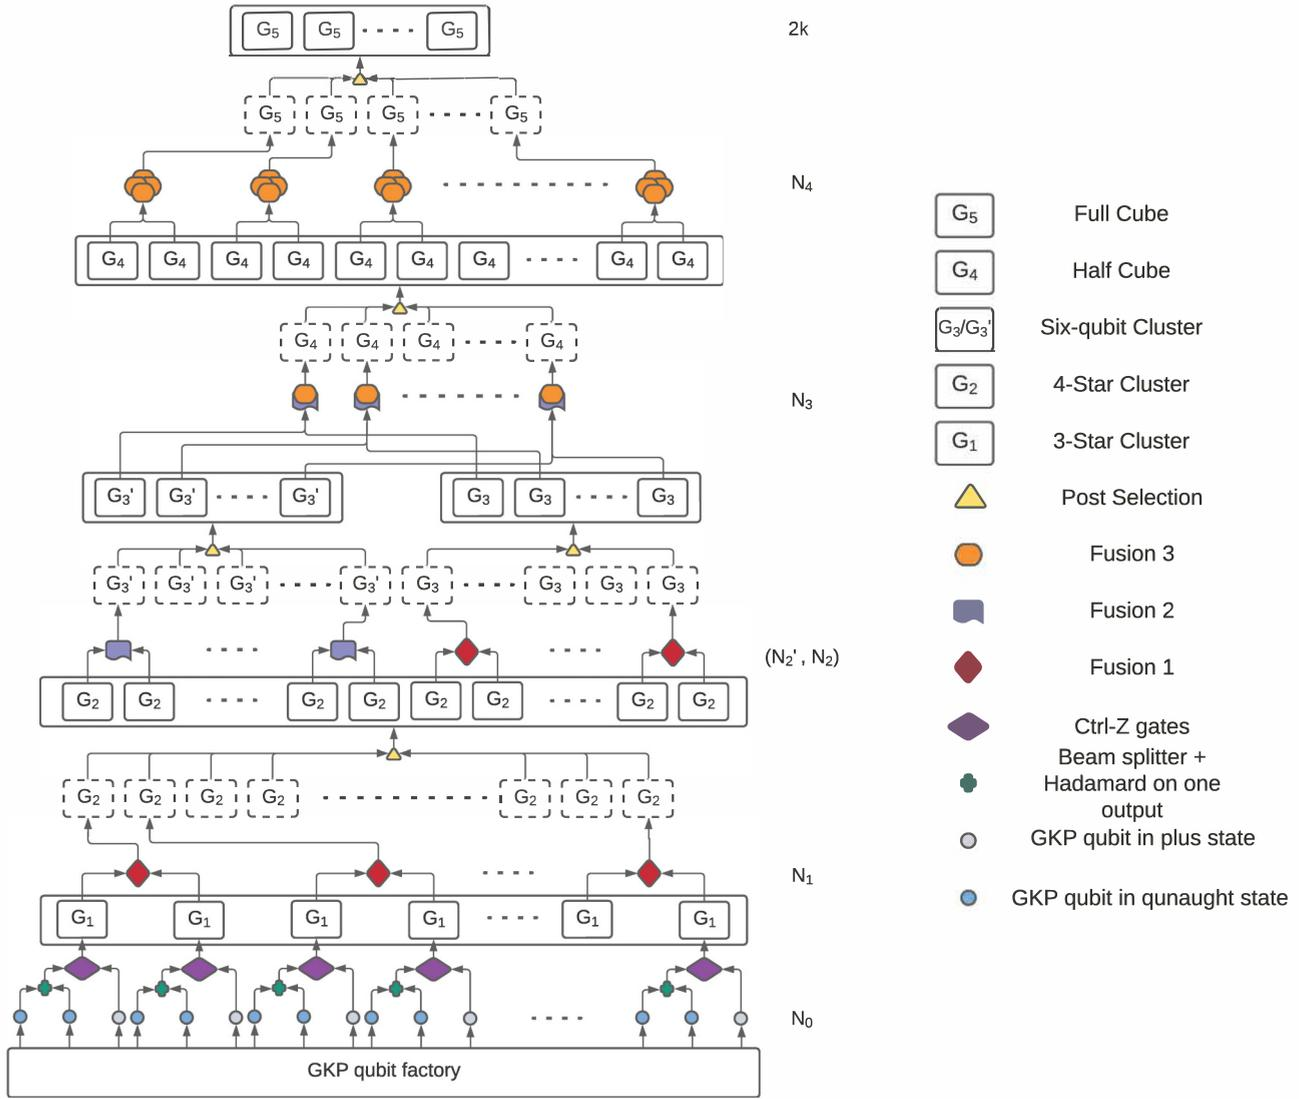 G₅ G₅ G₅ 2k
G₅ G₅ G₅ G₅
N₄
G₄ G₄ G₄ G₄ G₄ G₄ G₄ G₄ G₄
G₄ G₄ G₄ G₄
N₃
G₃' G₃' G₃' G₃ G₃ G₃
G₃' G₃' G₃' G₃' G₃ G₃ G₃ G₃
(N₂' , N₂)
G₂ G₂ G₂ G₂ G₂ G₂ G₂ G₂
G₂ G₂ G₂ G₂ G₂ G₂ G₂
N₁
G₁ G₁ G₁ G₁ G₁ G₁
N₀
GKP qubit factory
G₅ Full Cube
G₄ Half Cube
G₃/G₃' Six-qubit Cluster
G₂ 4-Star Cluster
G₁ 3-Star Cluster
Post Selection
Fusion 3
Fusion 2
Fusion 1
Ctrl-Z gates
Beam splitter +
Hadamard on one
output
GKP qubit in plus state
GKP qubit in qunaught state